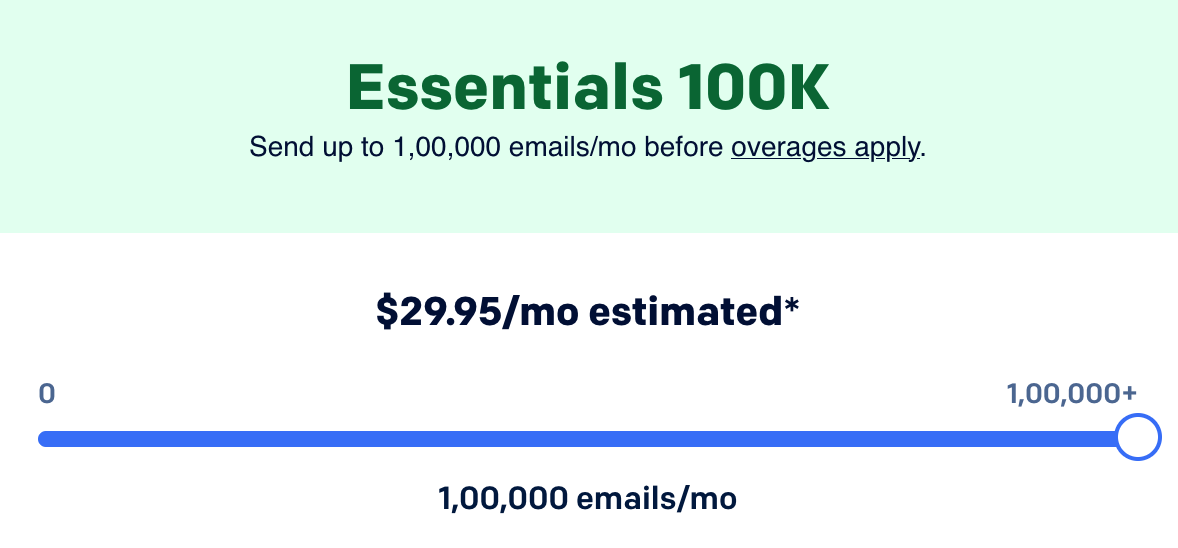 Essentials 100K
Send up to 1,00,000 emails/mo before overages apply.
$29.95/mo estimated*
0 1,00,000+
1,00,000 emails/mo